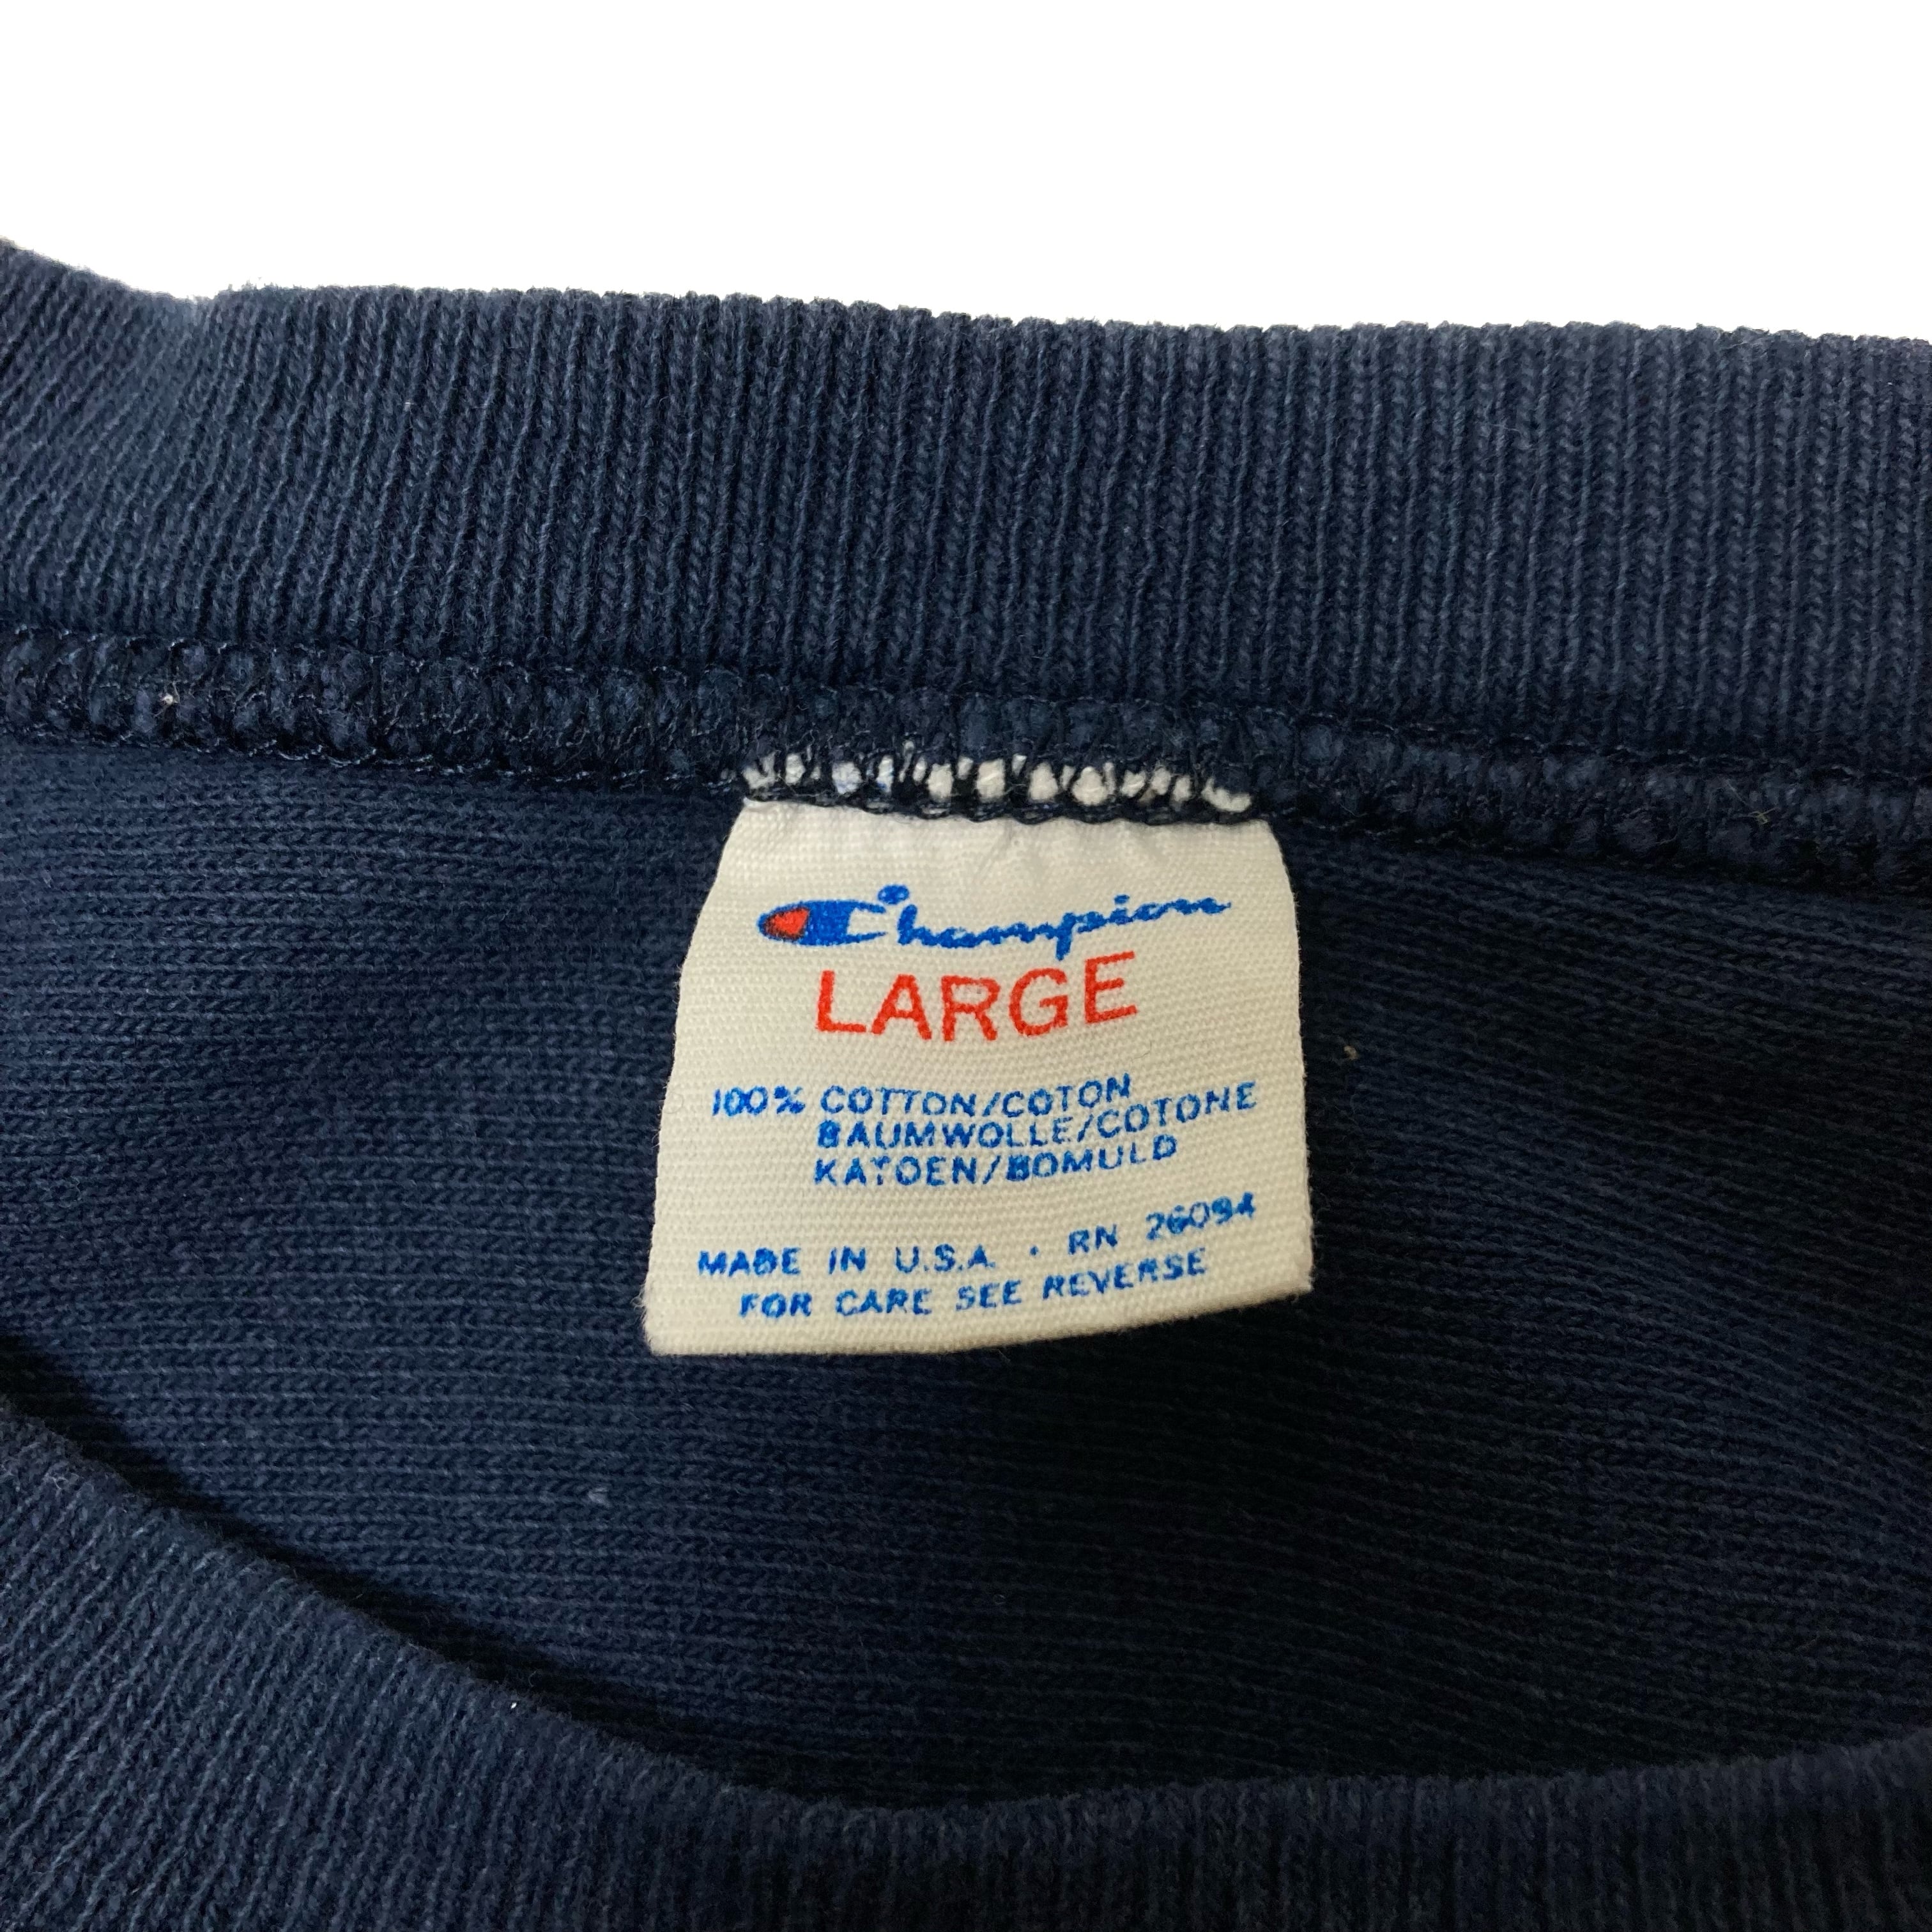 Champion
LARGE
100% COTTON/COTON
BAUMWOLLE/COTONE
KATOEN/BOMULD
MADE IN U.S.A. · RN 26094
FOR CARE SEE REVERSE